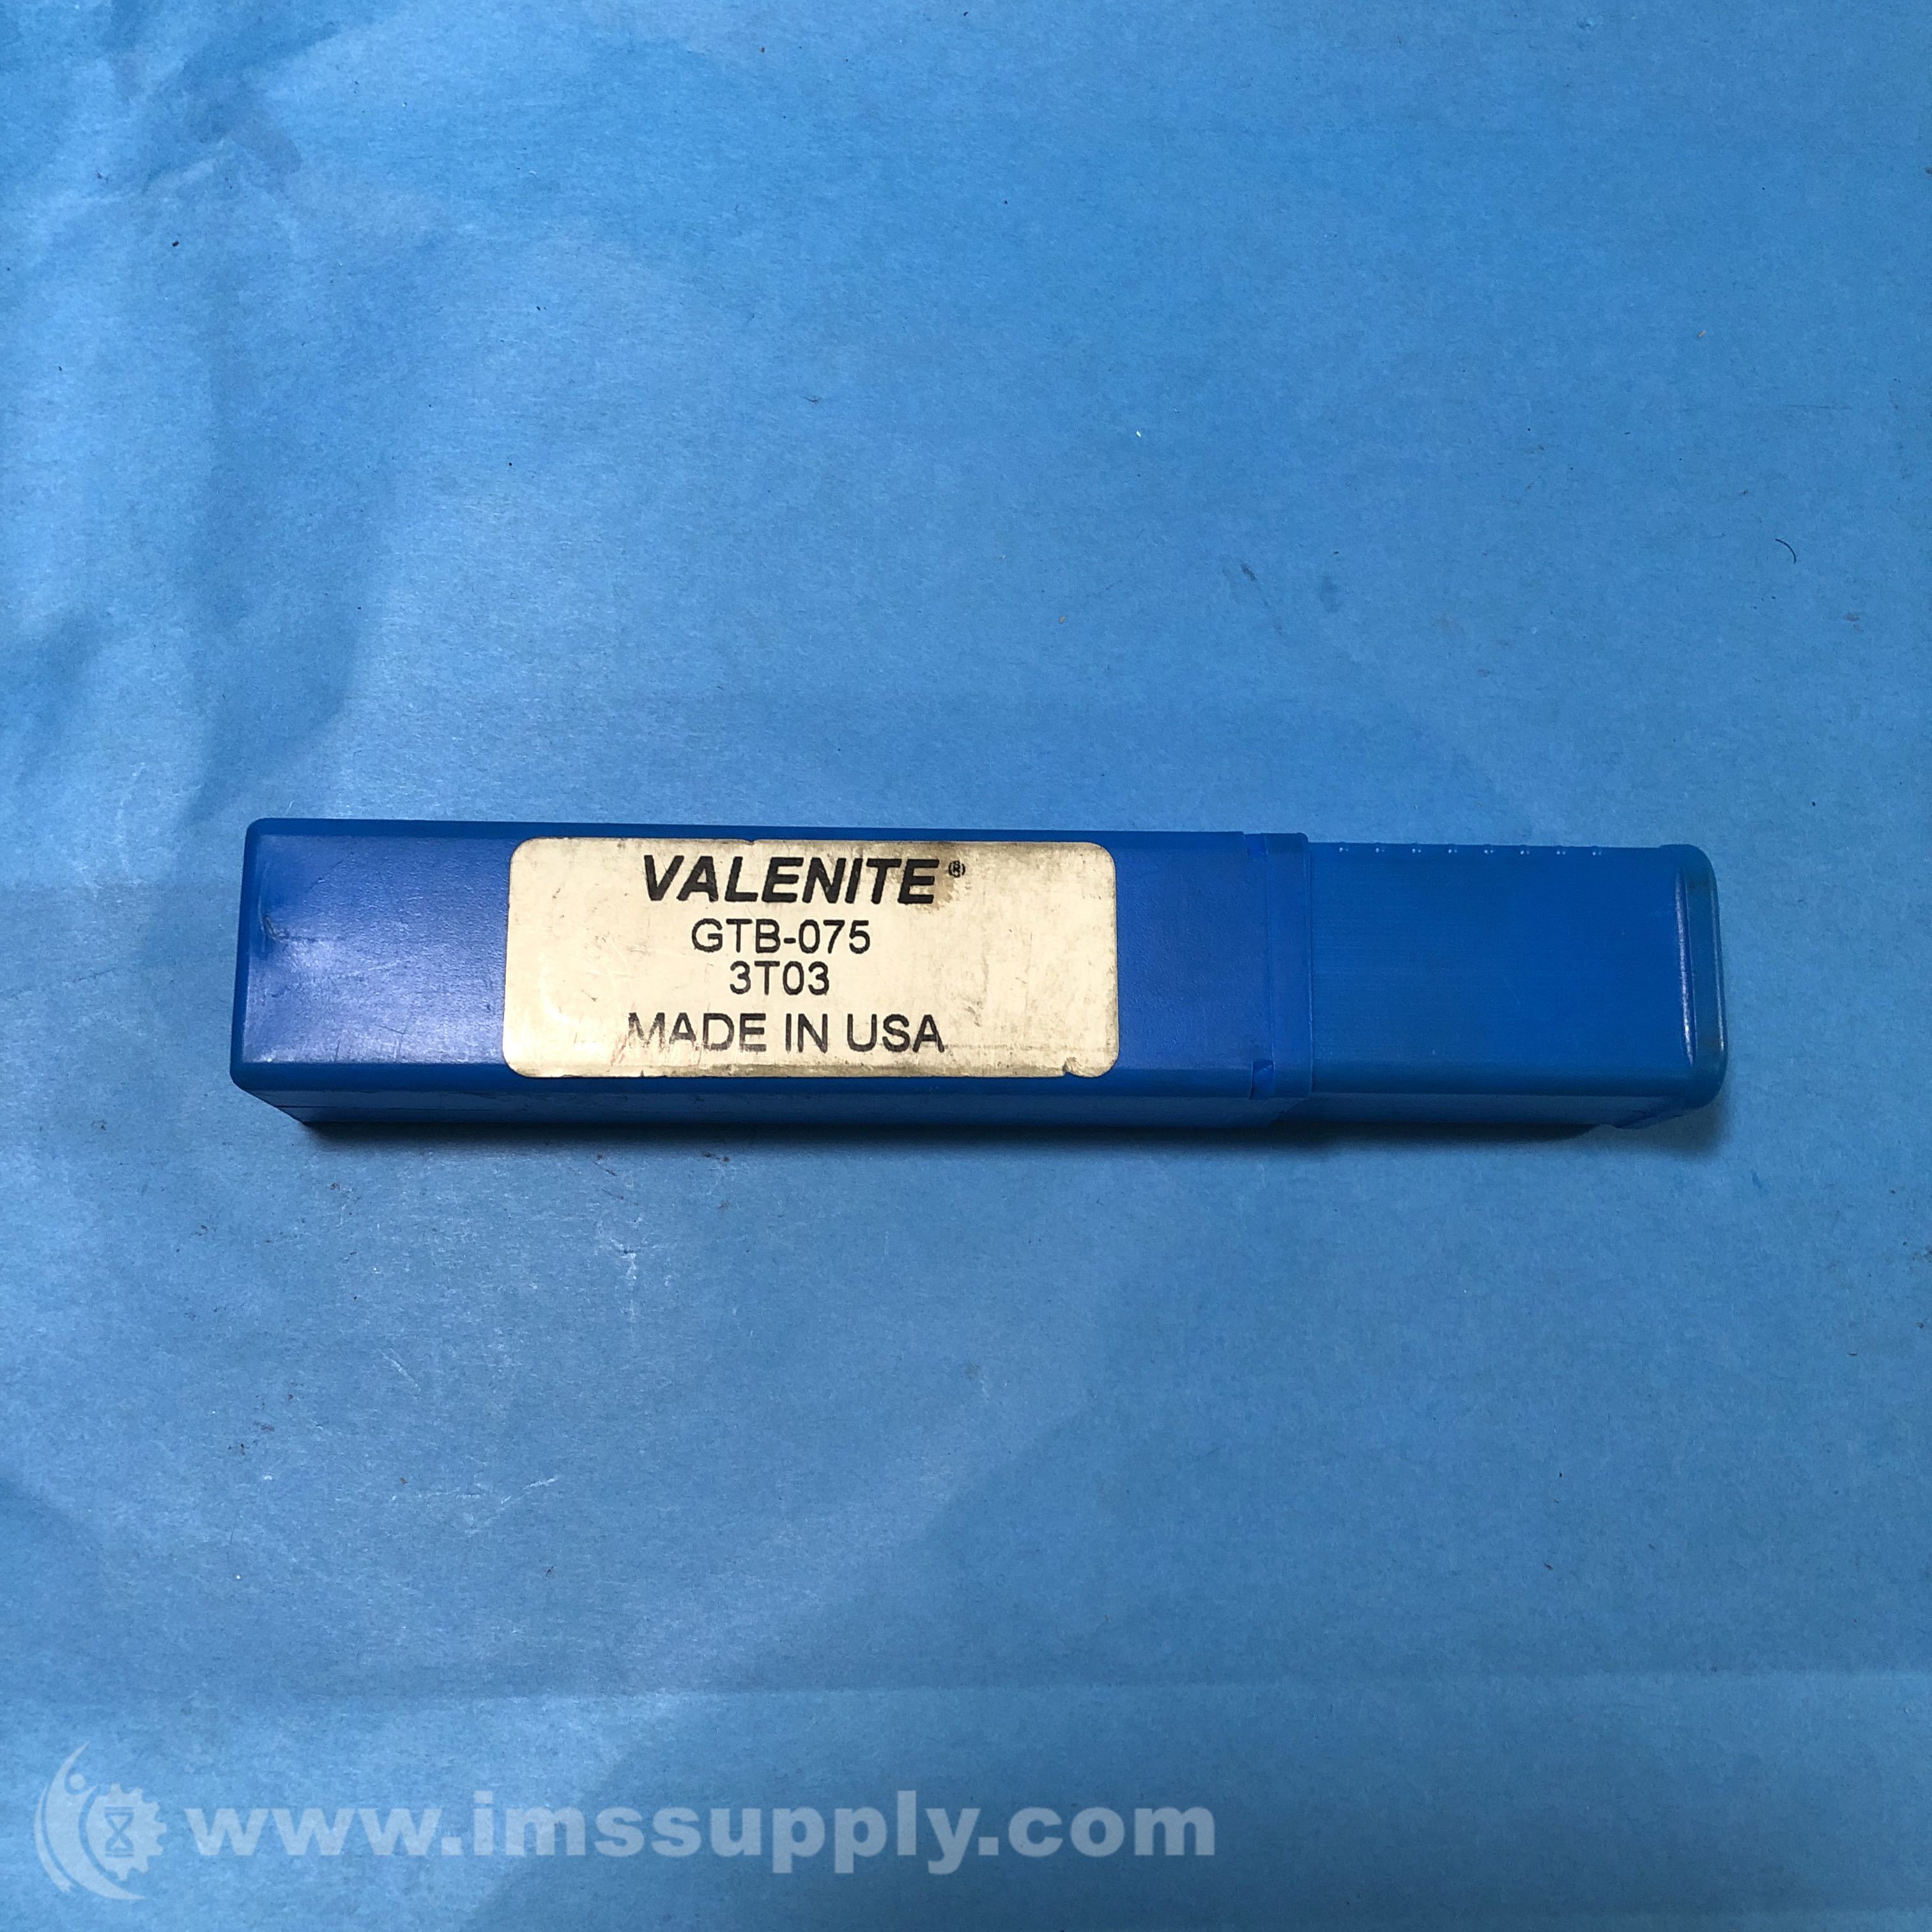 VALENITE®
GTB-075
3T03
MADE IN USA
www.imssupply.com